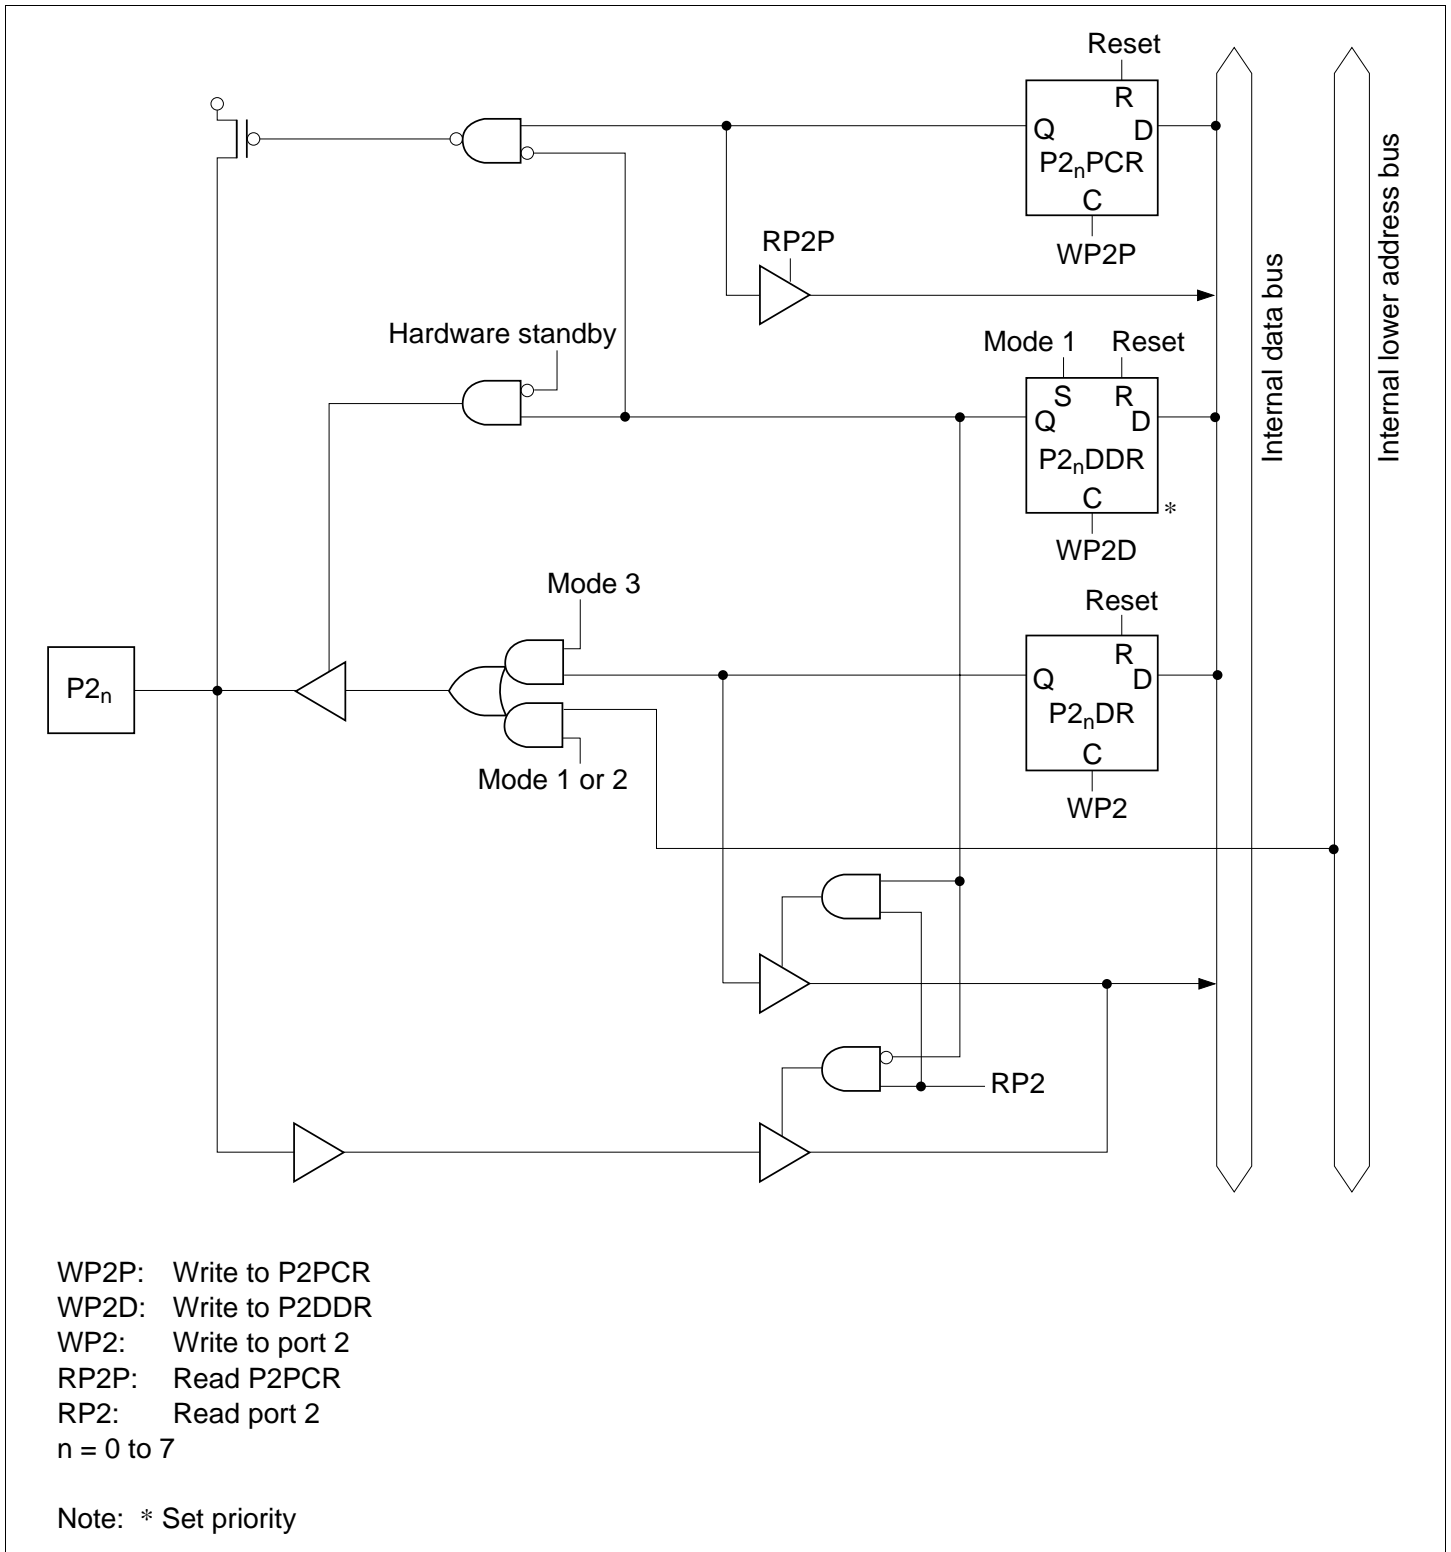 Reset
R
Q D
P2nPCR
C
WP2P
RP2P
Hardware standby
Mode 1 Reset
S R
Q D
P2nDDR
C
*
WP2D
Internal data bus
Internal lower address bus
Mode 3
Reset
R
Q D
P2nDR
C
WP2
P2n
Mode 1 or 2
RP2
WP2P: Write to P2PCR
WP2D: Write to P2DDR
WP2: Write to port 2
RP2P: Read P2PCR
RP2: Read port 2
n = 0 to 7
Note: * Set priority